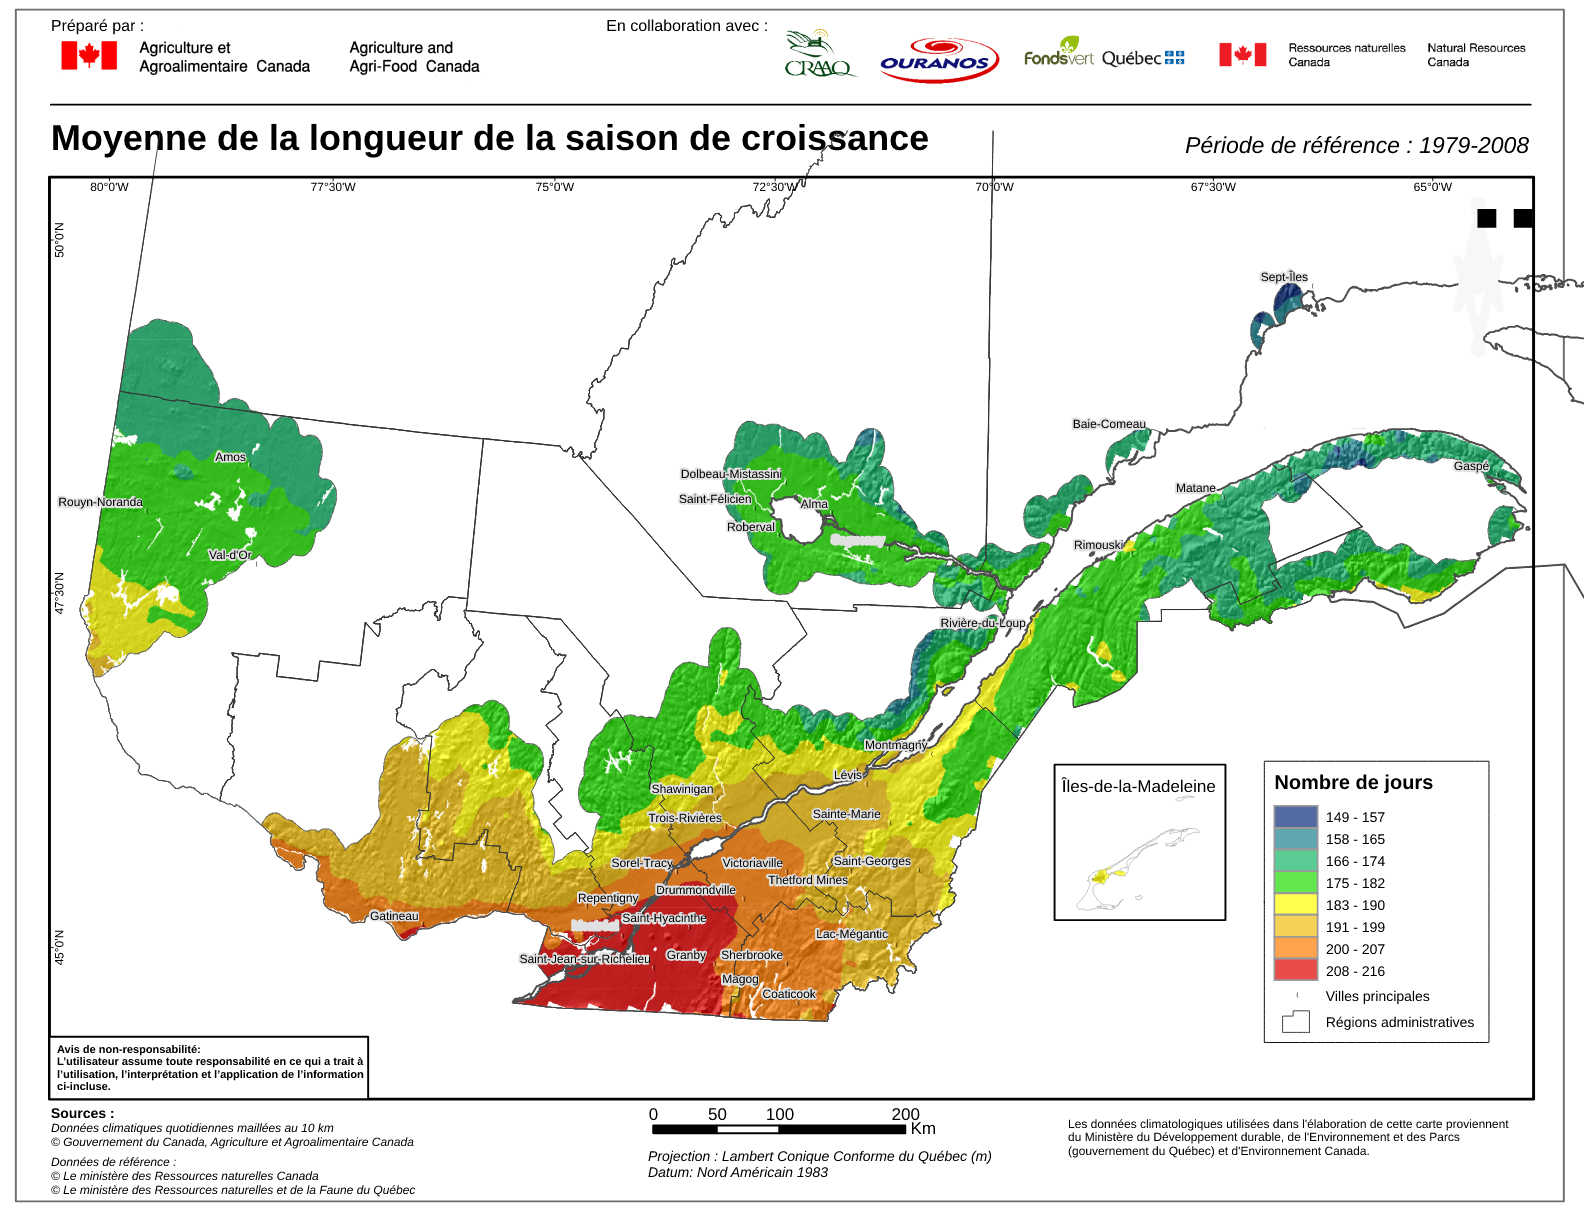 Préparé par :
En collaboration avec :
Agriculture et
Agroalimentaire Canada
Agriculture and
Agri-Food Canada
CRAAQ
OURANOS
Fondsvert Québec
Ressources naturelles
Canada
Natural Resources
Canada
Moyenne de la longueur de la saison de croissance
Période de référence : 1979-2008
80°0'W
77°30'W
75°0'W
72°30'W
70°0'W
67°30'W
65°0'W
50°0'N
47°30'N
45°0'N
Sept-Îles
Baie-Comeau
Amos
Dolbeau-Mistassini
Gaspé
Rouyn-Noranda
Saint-Félicien
Alma
Matane
Roberval
Rimouski
Val-d'Or
Rivière-du-Loup
Montmagny
Lévis
Shawinigan
Trois-Rivières
Sainte-Marie
Sorel-Tracy
Victoriaville
Saint-Georges
Thetford Mines
Drummondville
Repentigny
Gatineau
Saint-Hyacinthe
Lac-Mégantic
Saint-Jean-sur-Richelieu
Granby
Sherbrooke
Magog
Coaticook
Îles-de-la-Madeleine
Nombre de jours
149 - 157
158 - 165
166 - 174
175 - 182
183 - 190
191 - 199
200 - 207
208 - 216
Villes principales
Régions administratives
Avis de non-responsabilité:
L'utilisateur assume toute responsabilité en ce qui a trait à
l'utilisation, l'interprétation et l'application de l'information
ci-incluse.
Sources :
Données climatiques quotidiennes maillées au 10 km
© Gouvernement du Canada, Agriculture et Agroalimentaire Canada
Données de référence :
© Le ministère des Ressources naturelles Canada
© Le ministère des Ressources naturelles et de la Faune du Québec
0 50 100 200
Km
Projection : Lambert Conique Conforme du Québec (m)
Datum: Nord Américain 1983
Les données climatologiques utilisées dans l'élaboration de cette carte proviennent
du Ministère du Développement durable, de l'Environnement et des Parcs
(gouvernement du Québec) et d'Environnement Canada.